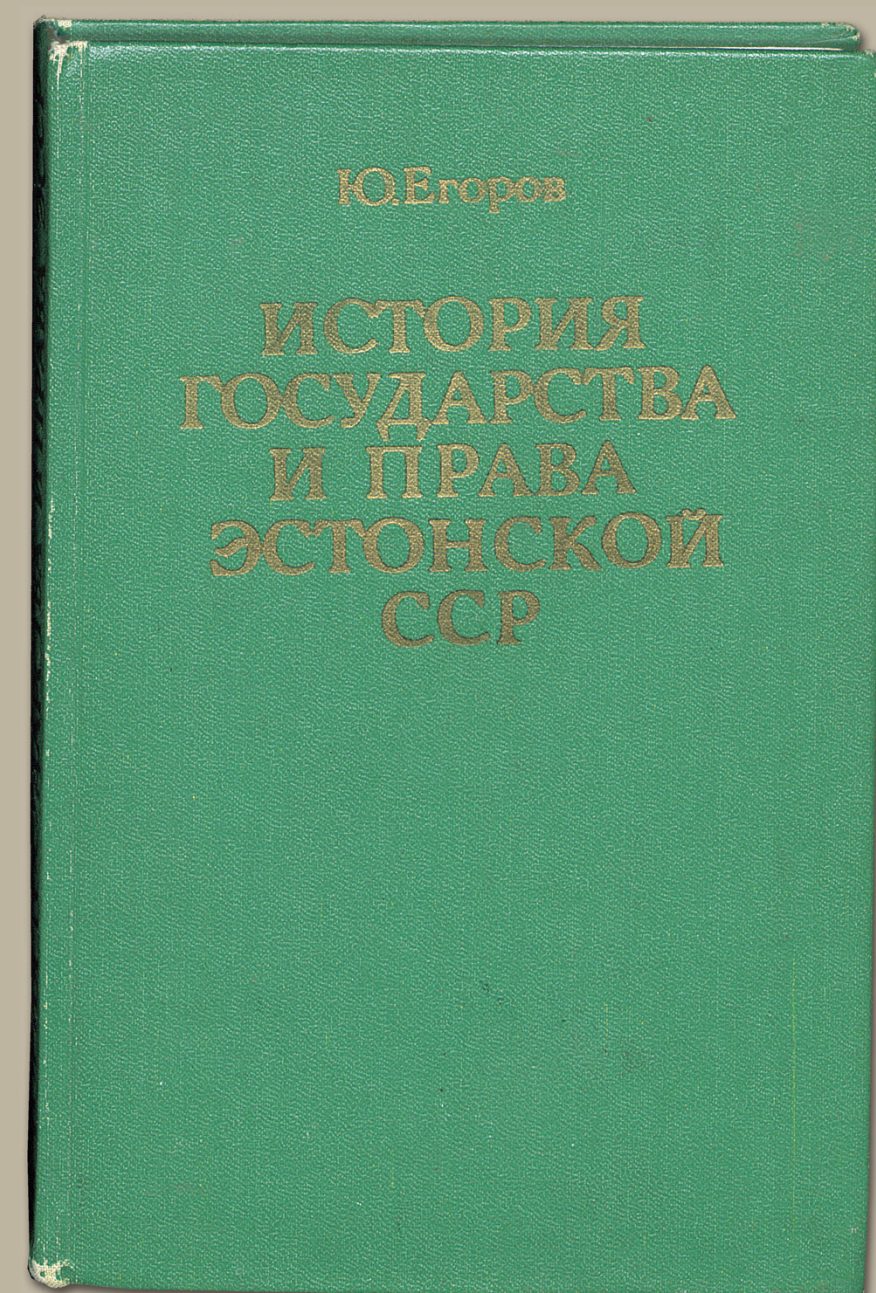 Ю.Егоров
ИСТОРИЯ
ГОСУДАРСТВА
И ПРАВА
ЭСТОНСКОЙ
ССР